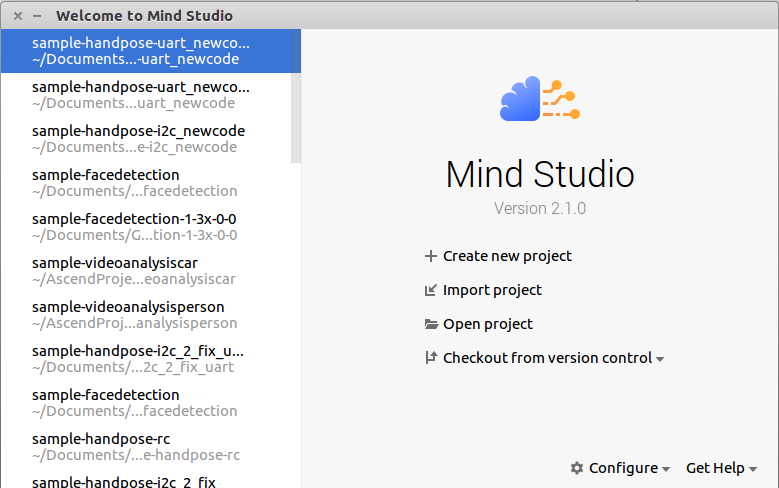 Welcome to Mind Studio
sample-handpose-uart_newco...
~/Documents...-uart_newcode
sample-handpose-uart_newco...
~/Documents...uart_newcode
sample-handpose-i2c_newcode
~/Documents...e-i2c_newcode
sample-facedetection
~/Documents/...facedetection
sample-facedetection-1-3x-0-0
~/Documents/G...tion-1-3x-0-0
sample-videoanalysiscar
~/AscendProje...eoanalysiscar
sample-videoanalysisperson
~/AscendProj...analysisperson
sample-handpose-i2c_2_fix_u...
~/Documents/...2c_2_fix_uart
sample-facedetection
~/Documents/...facedetection
sample-handpose-rc
~/Documents/...e-handpose-rc
sample-handpose-i2c_2_fix
Mind Studio
Version 2.1.0
Create new project
Import project
Open project
Checkout from version control
Configure
Get Help